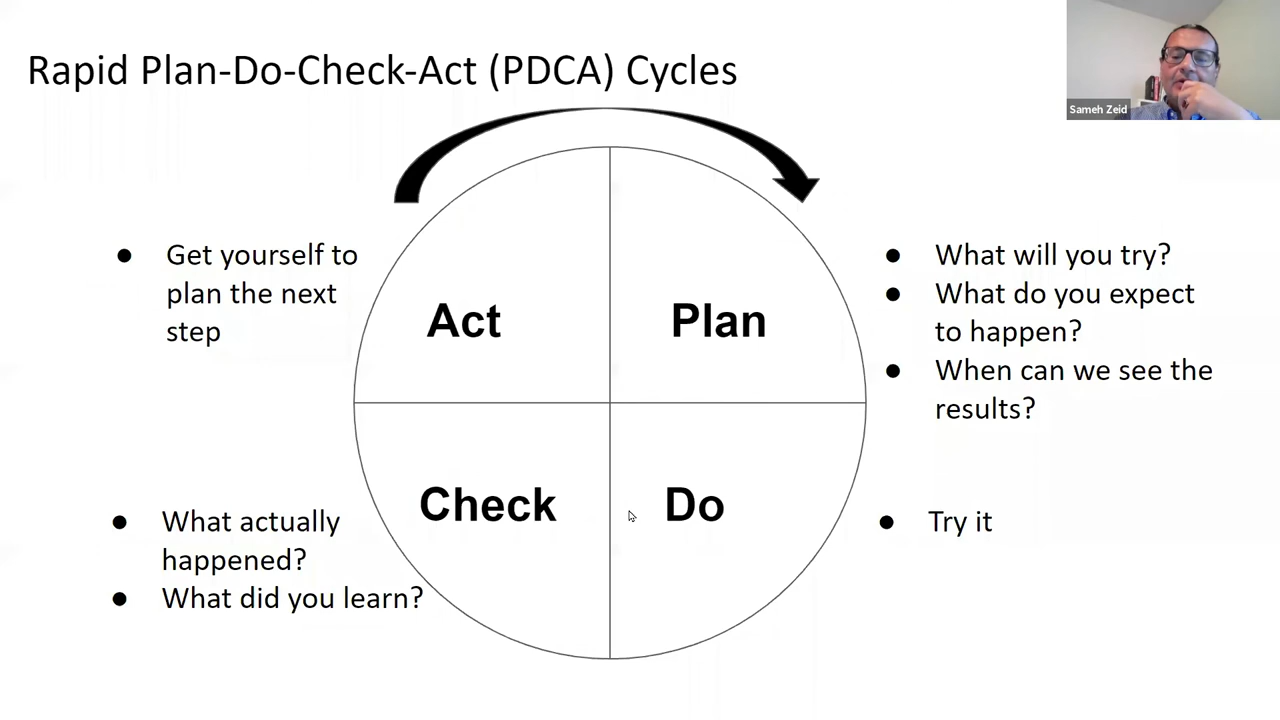 Rapid Plan-Do-Check-Act (PDCA) Cycles
Sameh Zeid
● Get yourself to
plan the next
step
Act
Plan
● What will you try?
● What do you expect
to happen?
● When can we see the
results?
● What actually
happened?
● What did you learn?
Check
Do
● Try it